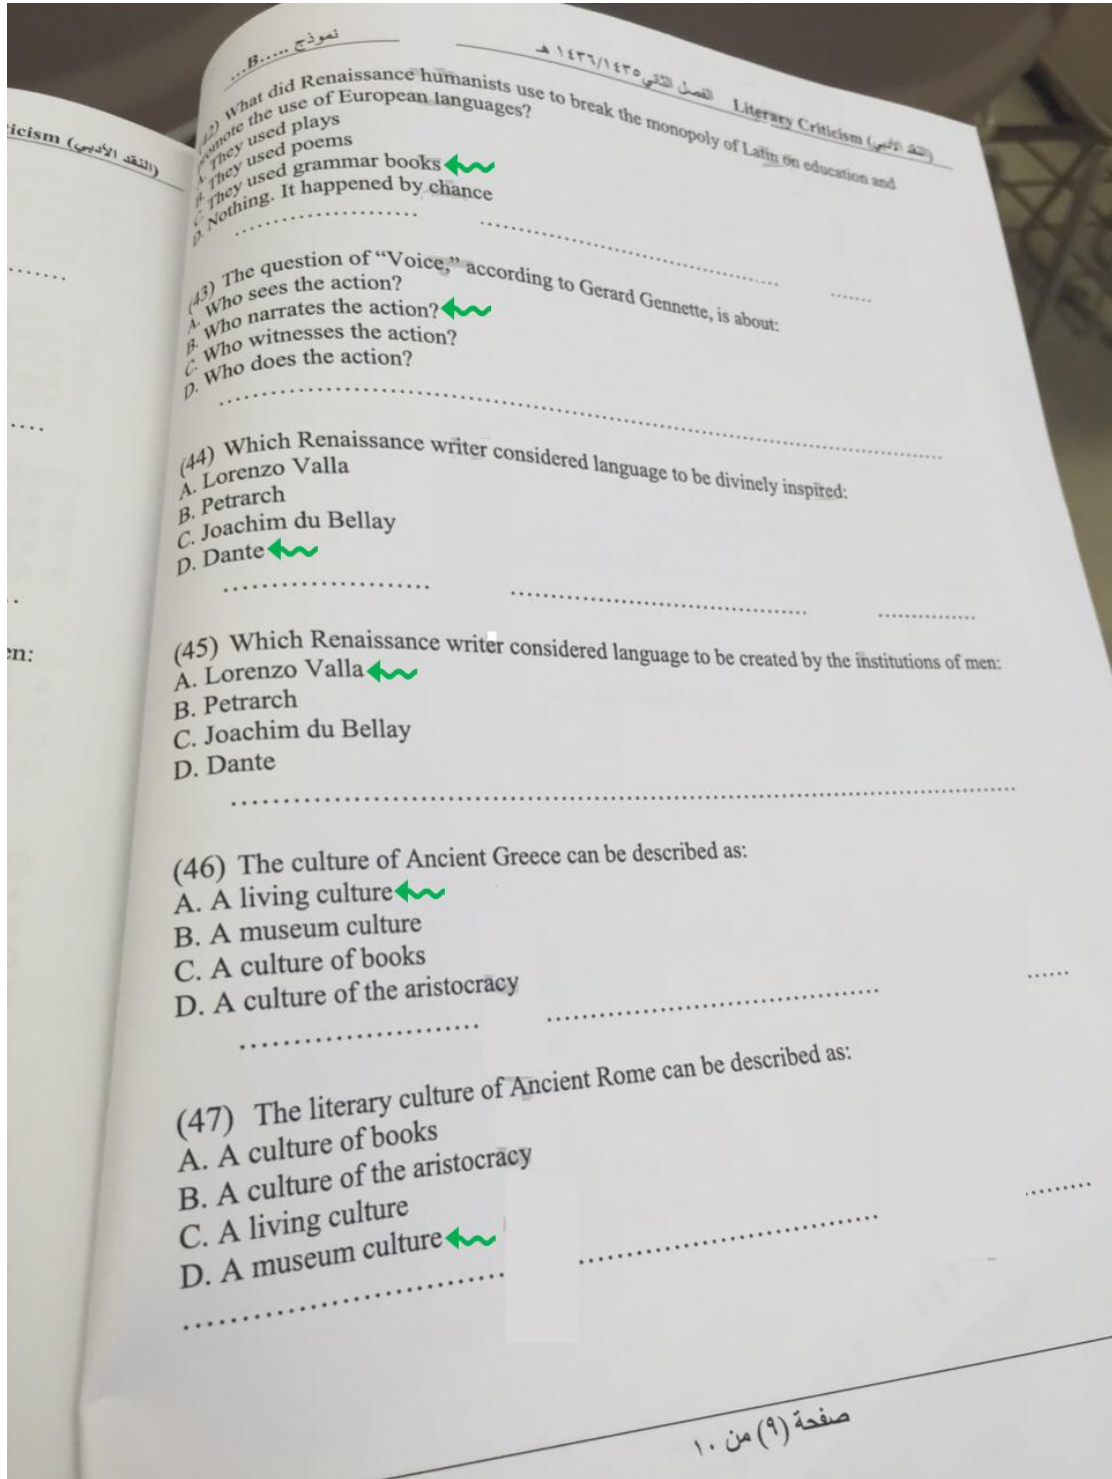 نموذج .....B...
الفصل الثاني ١٤٣٦/١٤٣٥ هـ
Literary Criticism (النقد الأدبي)
(42) What did Renaissance humanists use to break the monopoly of Latin on education and
promote the use of European languages?
A. They used plays
B. They used poems
C. They used grammar books
D. Nothing. It happened by chance
(43) The question of “Voice,” according to Gerard Gennette, is about:
A. Who sees the action?
B. Who narrates the action?
C. Who witnesses the action?
D. Who does the action?
(44) Which Renaissance writer considered language to be divinely inspired:
A. Lorenzo Valla
B. Petrarch
C. Joachim du Bellay
D. Dante
(45) Which Renaissance writer considered language to be created by the institutions of men:
A. Lorenzo Valla
B. Petrarch
C. Joachim du Bellay
D. Dante
(46) The culture of Ancient Greece can be described as:
A. A living culture
B. A museum culture
C. A culture of books
D. A culture of the aristocracy
(47) The literary culture of Ancient Rome can be described as:
A. A culture of books
B. A culture of the aristocracy
C. A living culture
D. A museum culture
صفحة (٩) من ١٠
(النقد الأدبي)